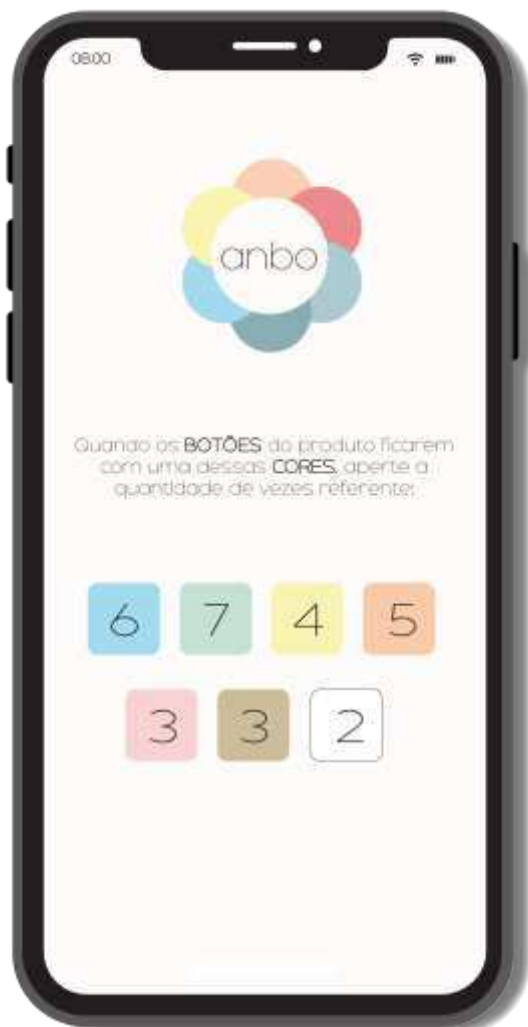 08:00
anbo
Quando os BOTÕES do produto ficarem
com uma dessas CORES, aperte a
quantidade de vezes referente:
6 7 4 5
3 3 2